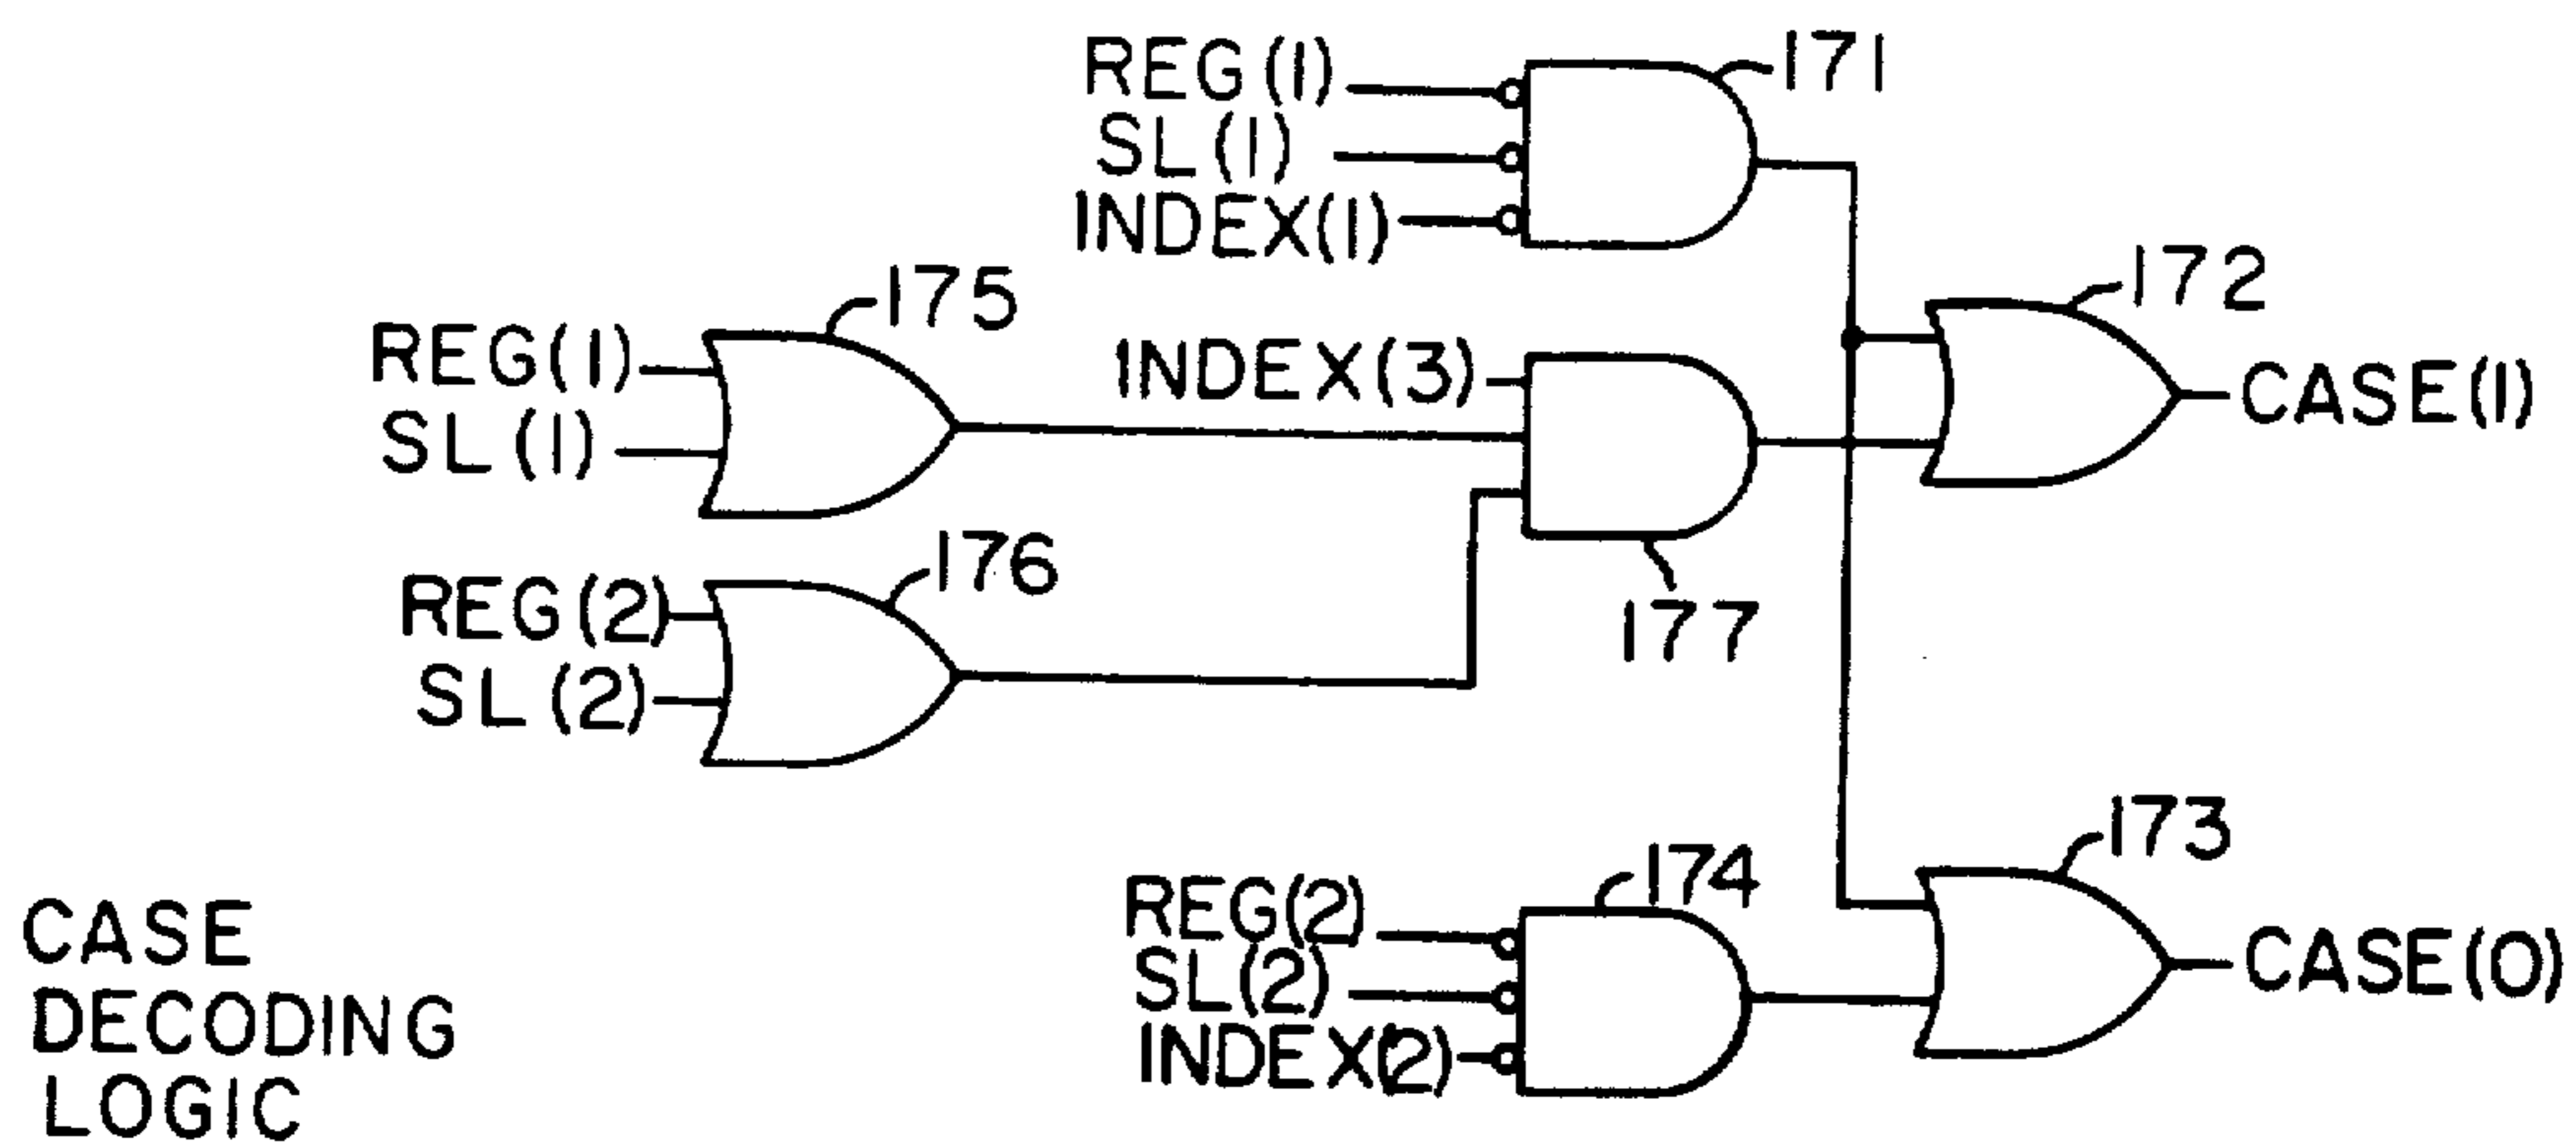 REG(1)
SL(1)
INDEX(1)
171
172
CASE(1)
175
REG(1)
SL(1)
INDEX(3)
177
176
REG(2)
SL(2)
173
CASE(0)
174
REG(2)
SL(2)
INDEX(2)
CASE
DECODING
LOGIC